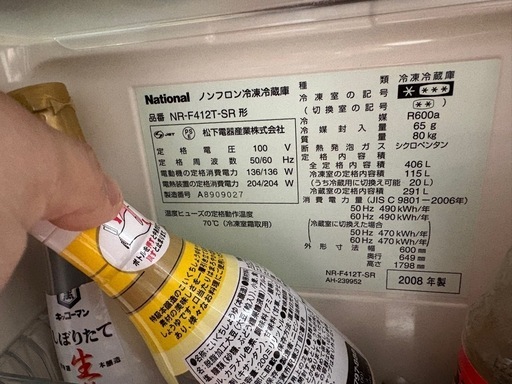 National ノンフロン冷凍冷蔵庫
品番 NR-F412T-SR 形
松下電器産業株式会社
定格電圧 100 V
定格周波数 50/60 Hz
電動機の定格消費電力 136/136 W
電熱装置の定格消費電力 204/204 W
製造番号 A8909027
温度ヒューズの定格動作温度
70℃ (冷凍室箱取用)
種類 冷凍冷蔵庫
冷凍室の記号
(切換室の記号)
冷媒 R600a
冷媒封入量 65 g
質量 80 kg
断熱発泡ガス シクロペンタン
定格内容積
全定格内容積 406 L
冷凍室の定格内容積 115 L
(うち冷蔵用に切換え可能 20 L)
冷蔵室の定格内容積 291 L
消費電力量 (JIS C 9801-2006年)
50 Hz 490 kWh/年
60 Hz 490 kWh/年
冷蔵室に切換えた場合
50 Hz 470 kWh/年
60 Hz 470 kWh/年
外形寸法 幅 600 mm
奥行 649 mm
高さ 1798 mm
NR-F412T-SR
AH-239952
2008 年製
キッコーマン
しぼりたて
生